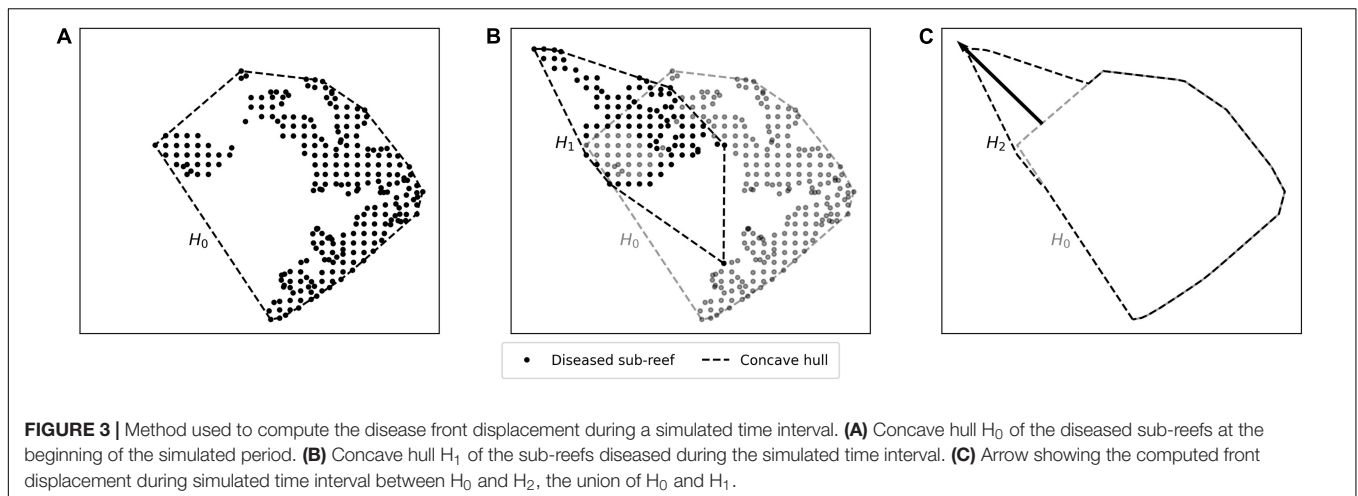 A
B
C
H₁
H₂
H₀
H₀
H₀
Diseased sub-reef
Concave hull
FIGURE 3 | Method used to compute the disease front displacement during a simulated time interval. (A) Concave hull H₀ of the diseased sub-reefs at the
beginning of the simulated period. (B) Concave hull H₁ of the sub-reefs diseased during the simulated time interval. (C) Arrow showing the computed front
displacement during simulated time interval between H₀ and H₂, the union of H₀ and H₁.